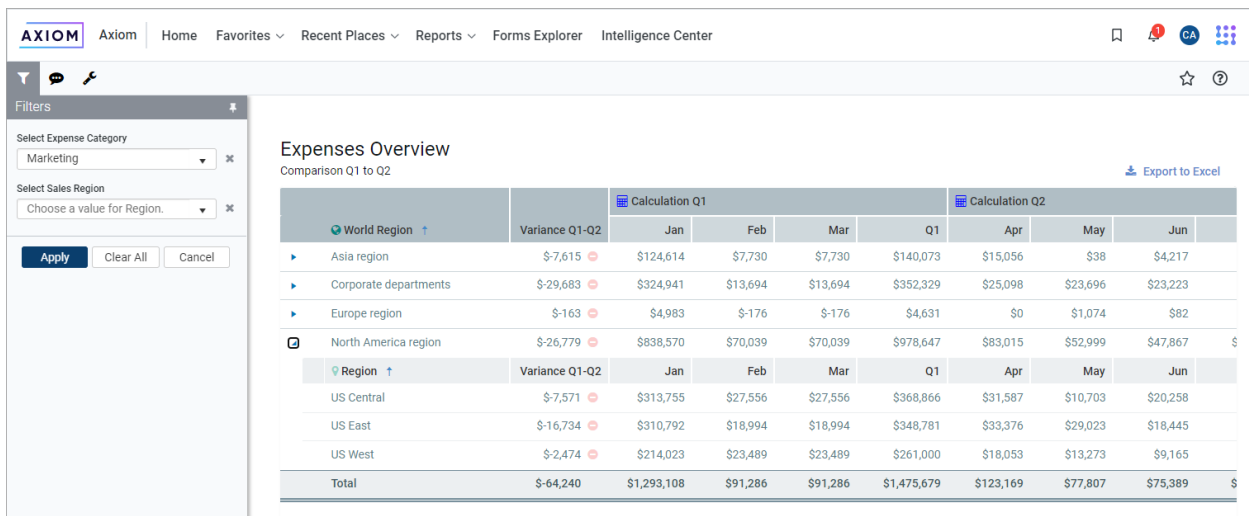 AXIOM Axiom Home Favorites Recent Places Reports Forms Explorer Intelligence Center 1 CA
Filters
Select Expense Category
Marketing
Select Sales Region
Choose a value for Region.
Apply Clear All Cancel
Expenses Overview
Comparison Q1 to Q2
Export to Excel
Calculation Q1 Calculation Q2
World Region Variance Q1-Q2 Jan Feb Mar Q1 Apr May Jun
Asia region $-7,615 $124,614 $7,730 $7,730 $140,073 $15,056 $38 $4,217
Corporate departments $-29,683 $324,941 $13,694 $13,694 $352,329 $25,098 $23,696 $23,223
Europe region $-163 $4,983 $-176 $-176 $4,631 $0 $1,074 $82
North America region $-26,779 $838,570 $70,039 $70,039 $978,647 $83,015 $52,999 $47,867 $
Region Variance Q1-Q2 Jan Feb Mar Q1 Apr May Jun
US Central $-7,571 $313,755 $27,556 $27,556 $368,866 $31,587 $10,703 $20,258
US East $-16,734 $310,792 $18,994 $18,994 $348,781 $33,376 $29,023 $18,445
US West $-2,474 $214,023 $23,489 $23,489 $261,000 $18,053 $13,273 $9,165
Total $-64,240 $1,293,108 $91,286 $91,286 $1,475,679 $123,169 $77,807 $75,389 $